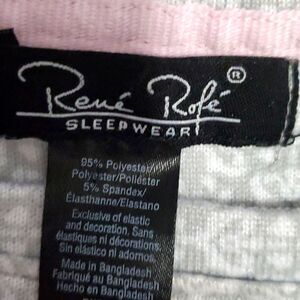 René Rofé ®
SLEEPWEAR
95% Polyester/
Polyester/Poliéster
5% Spandex/
Élasthanne/Elastano
Exclusive of elastic
and decoration. Sans
élastiques ni décorations.
Sin elástico ni adornos.
Made in Bangladesh
Fabriqué au Bangladesh
Hecho en Bangladesh